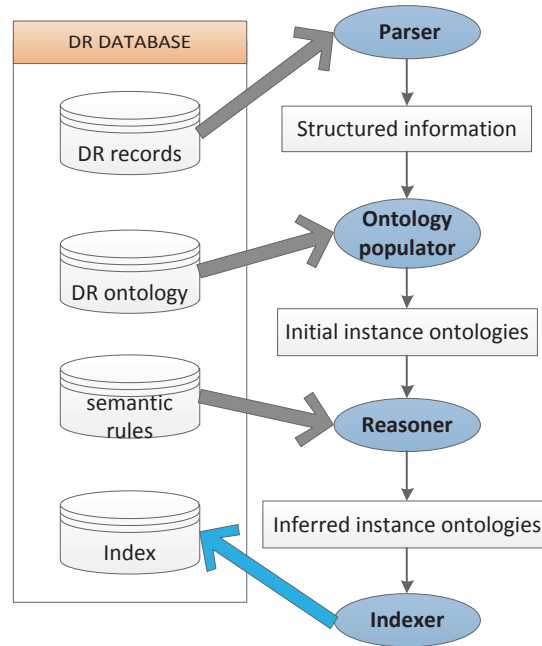 DR DATABASE
DR records
DR ontology
semantic
rules
Index
Parser
Structured information
Ontology
populator
Initial instance ontologies
Reasoner
Inferred instance ontologies
Indexer